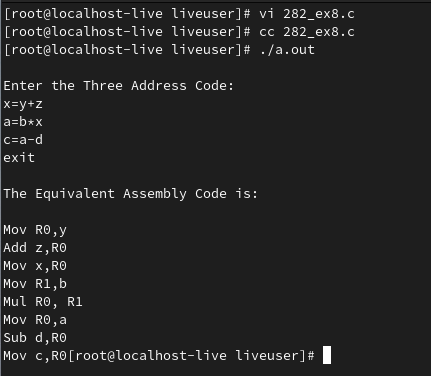 [root@localhost-live liveuser]# vi 282_ex8.c
[root@localhost-live liveuser]# cc 282_ex8.c
[root@localhost-live liveuser]# ./a.out
Enter the Three Address Code:
x=y+z
a=b*x
c=a-d
exit
The Equivalent Assembly Code is:
Mov R0,y
Add z,R0
Mov x,R0
Mov R1,b
Mul R0, R1
Mov R0,a
Sub d,R0
Mov c,R0[root@localhost-live liveuser]#